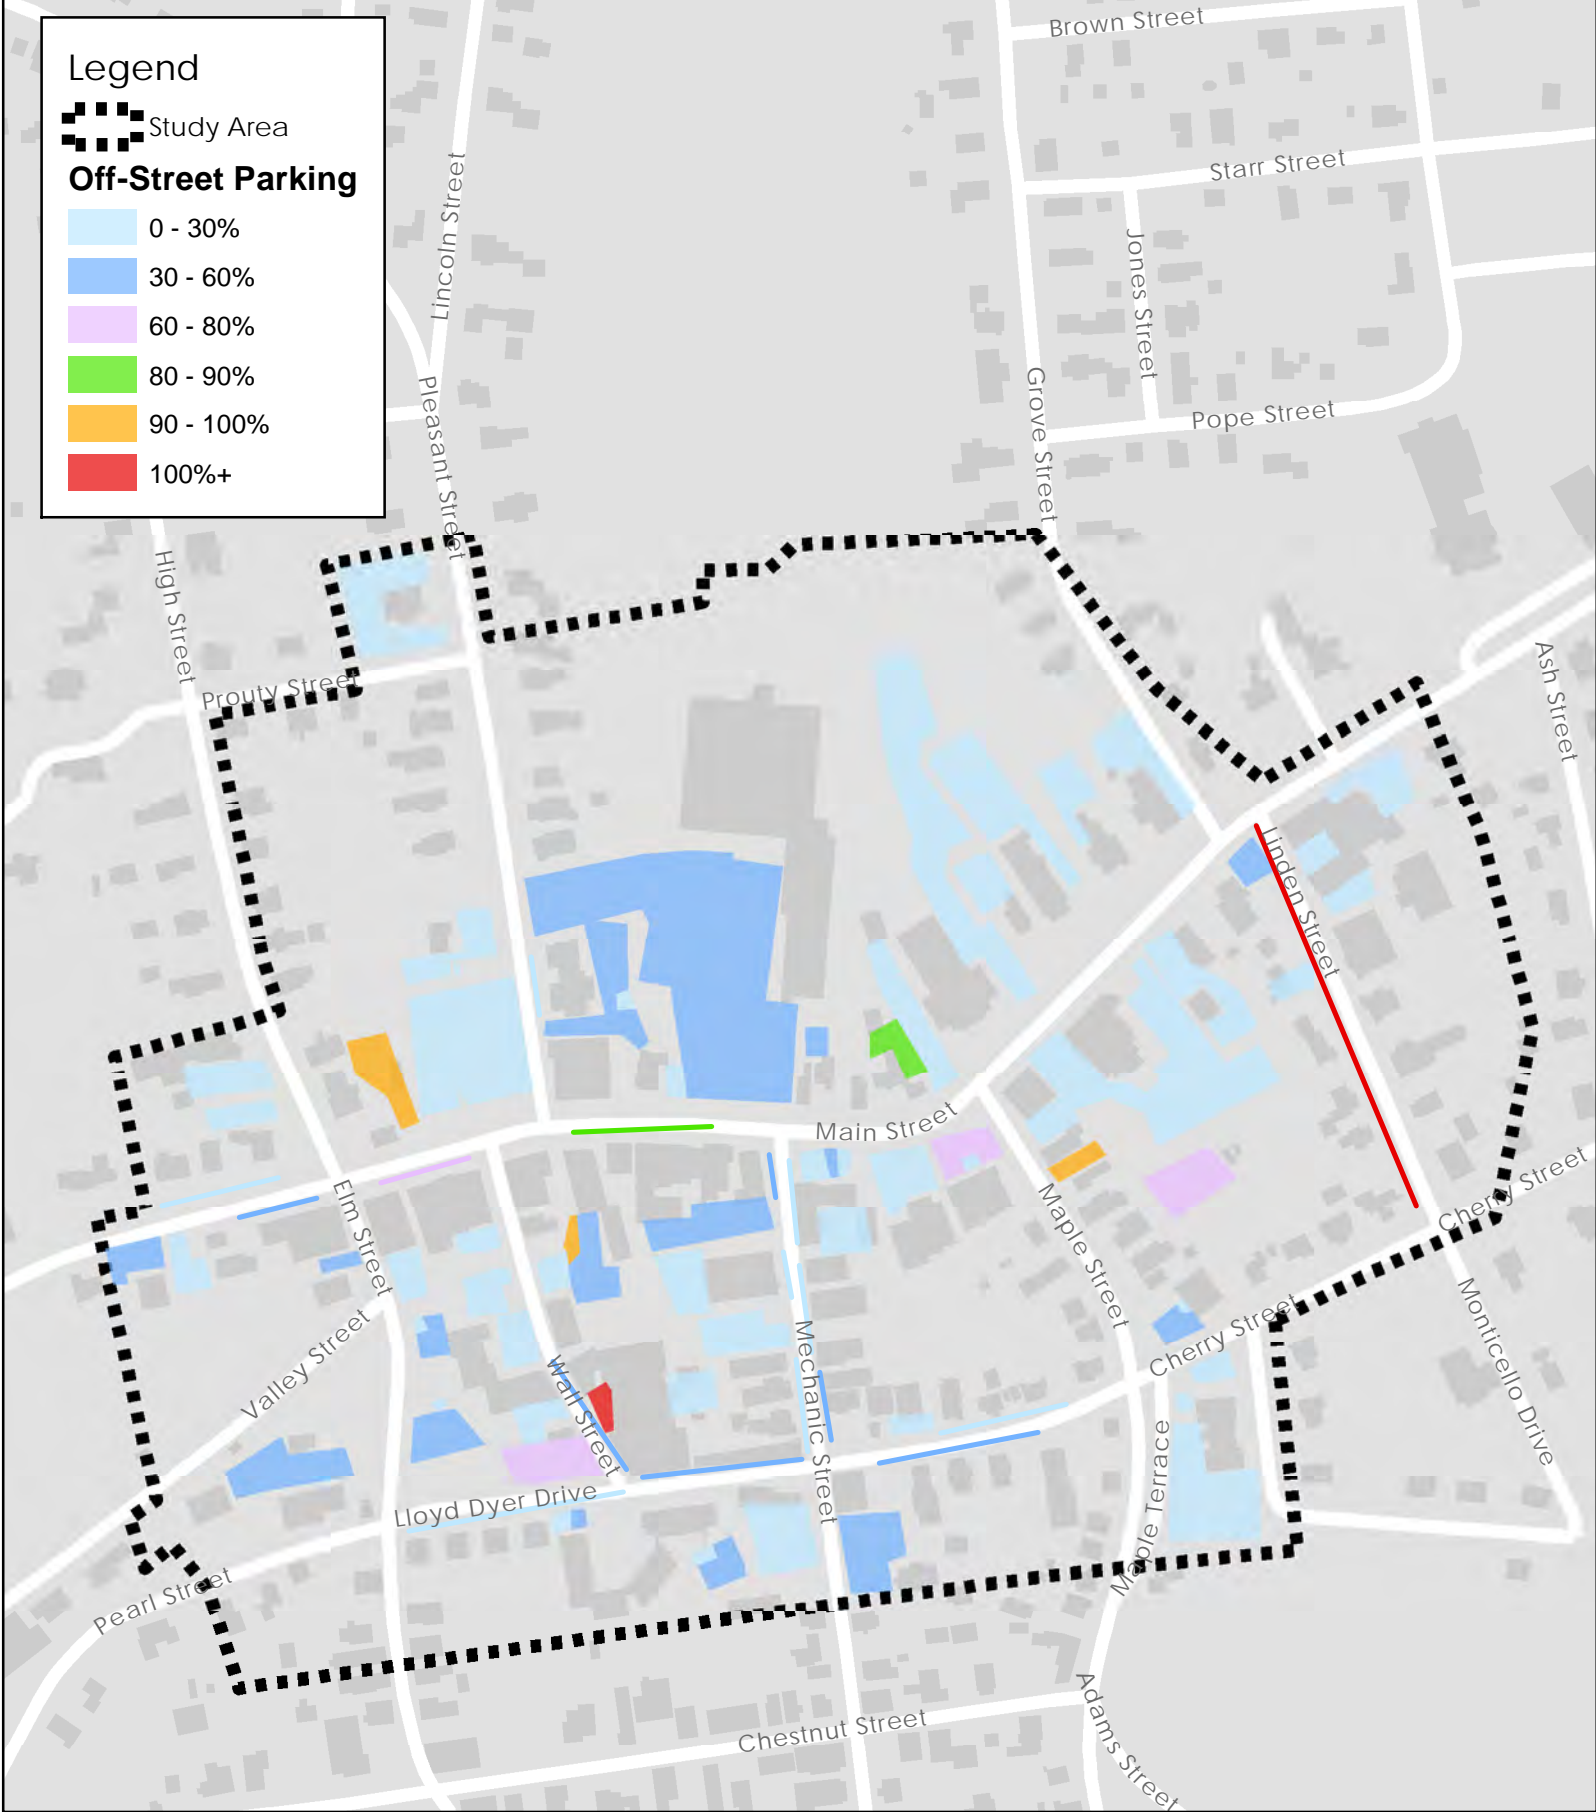 Legend
Study Area
Off-Street Parking
0 - 30%
30 - 60%
60 - 80%
80 - 90%
90 - 100%
100%+
Brown Street
Starr Street
Jones Street
Lincoln Street
Grove Street
Pope Street
Pleasant Street
High Street
Prouty Street
Ash Street
Linden Street
Main Street
Elm Street
Maple Street
Cherry Street
Valley Street
Wall Street
Mechanic Street
Cherry Street
Monticello Drive
Lloyd Dyer Drive
Maple Terrace
Pearl Street
Chestnut Street
Adams Street